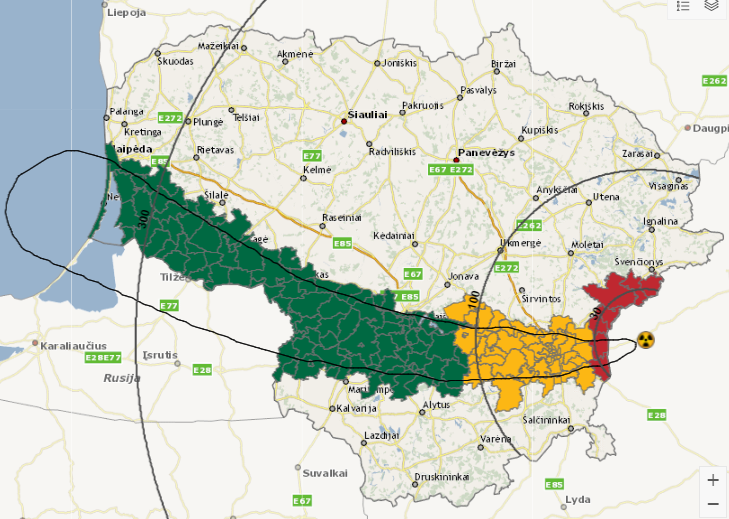 Liepoja
Mažeikiai
Akmenė
Skuodas
Joniškis
Biržai
E262
Pasvalys
Palanga
E272
Plungė
Telšiai
Šiauliai
Pakruojis
Rokiškis
Kretinga
Daugpi
Klaipėda
E85
Rietavas
E77
Radviliškis
Panevėžys
Kupiškis
Zarasai
E67 E272
Kelmė
Visaginas
Šilalė
Anykščiai
Utena
300
Raseiniai
E262
Ignalina
E85
Kėdainiai
Ukmergė
Moletai
E272
Švenčionys
Tilžė
E67
Jonava
E77
E85
100
Širvintos
30
Karaliaučius
E28E77
Įsrutis
E28
Rusija
Kalvarija
Alytus
E28
Šalčininkai
Lazdijai
Varėna
Suvalkai
Druskininkai
E85
E67
Lyda
+
−